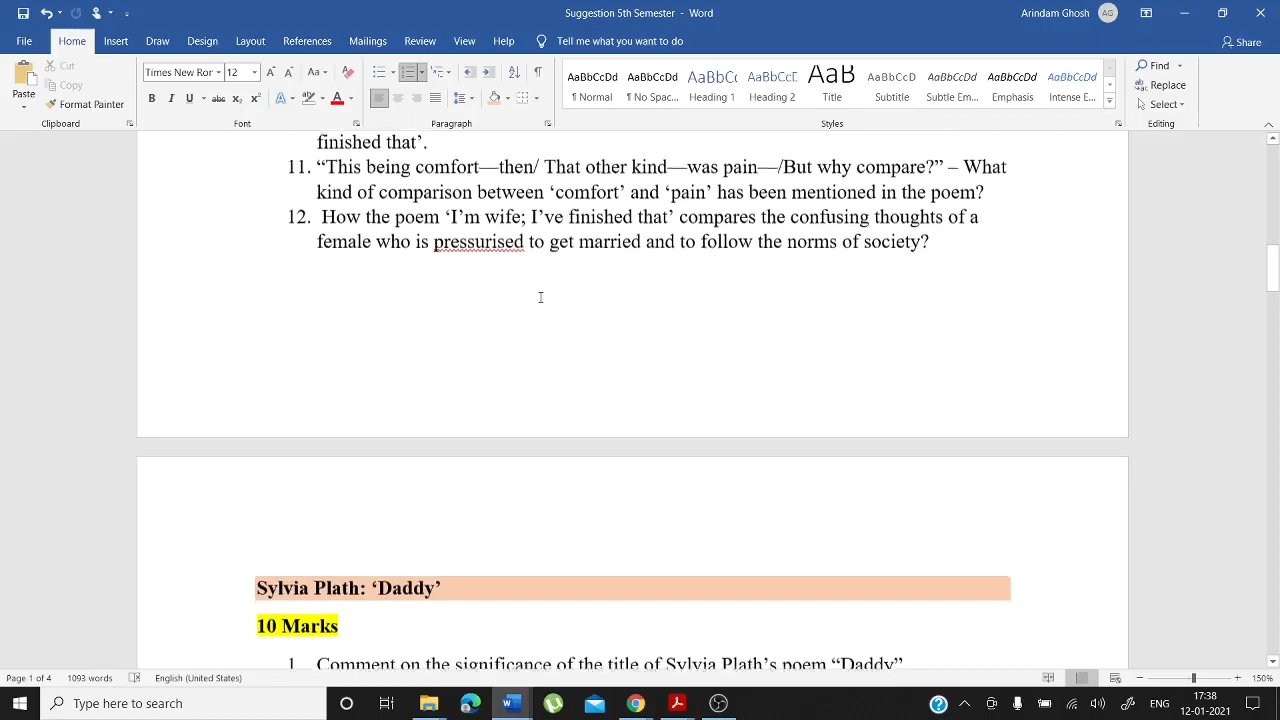 Suggestion 5th Semester - Word
Arindam Ghosh AG
File Home Insert Draw Design Layout References Mailings Review View Help Tell me what you want to do Share
Paste
Cut
Copy
Format Painter
Clipboard
Times New Ror 12
Aa
B I U abc x₂ x² A A
Font
Paragraph
AaBbCcDd AaBbCcDd AaBbCc AaBbCcD AaB AaBbCcDd AaBbCcDd AaBbCcDd AaBbCcDd
¶ Normal ¶ No Spac... Heading 1 Heading 2 Title Subtitle Subtle Em... Emphasis Intense E...
Styles
Find
Replace
Select
Editing
finished that’.
11. “This being comfort—then/ That other kind—was pain—/But why compare?” – What
kind of comparison between ‘comfort’ and ‘pain’ has been mentioned in the poem?
12. How the poem ‘I’m wife; I’ve finished that’ compares the confusing thoughts of a
female who is pressurised to get married and to follow the norms of society?
Sylvia Plath: ‘Daddy’
10 Marks
1. Comment on the significance of the title of Sylvia Plath’s poem “Daddy”
Page 1 of 4 1093 words English (United States) 150%
Type here to search
ENG
17:38
12-01-2021